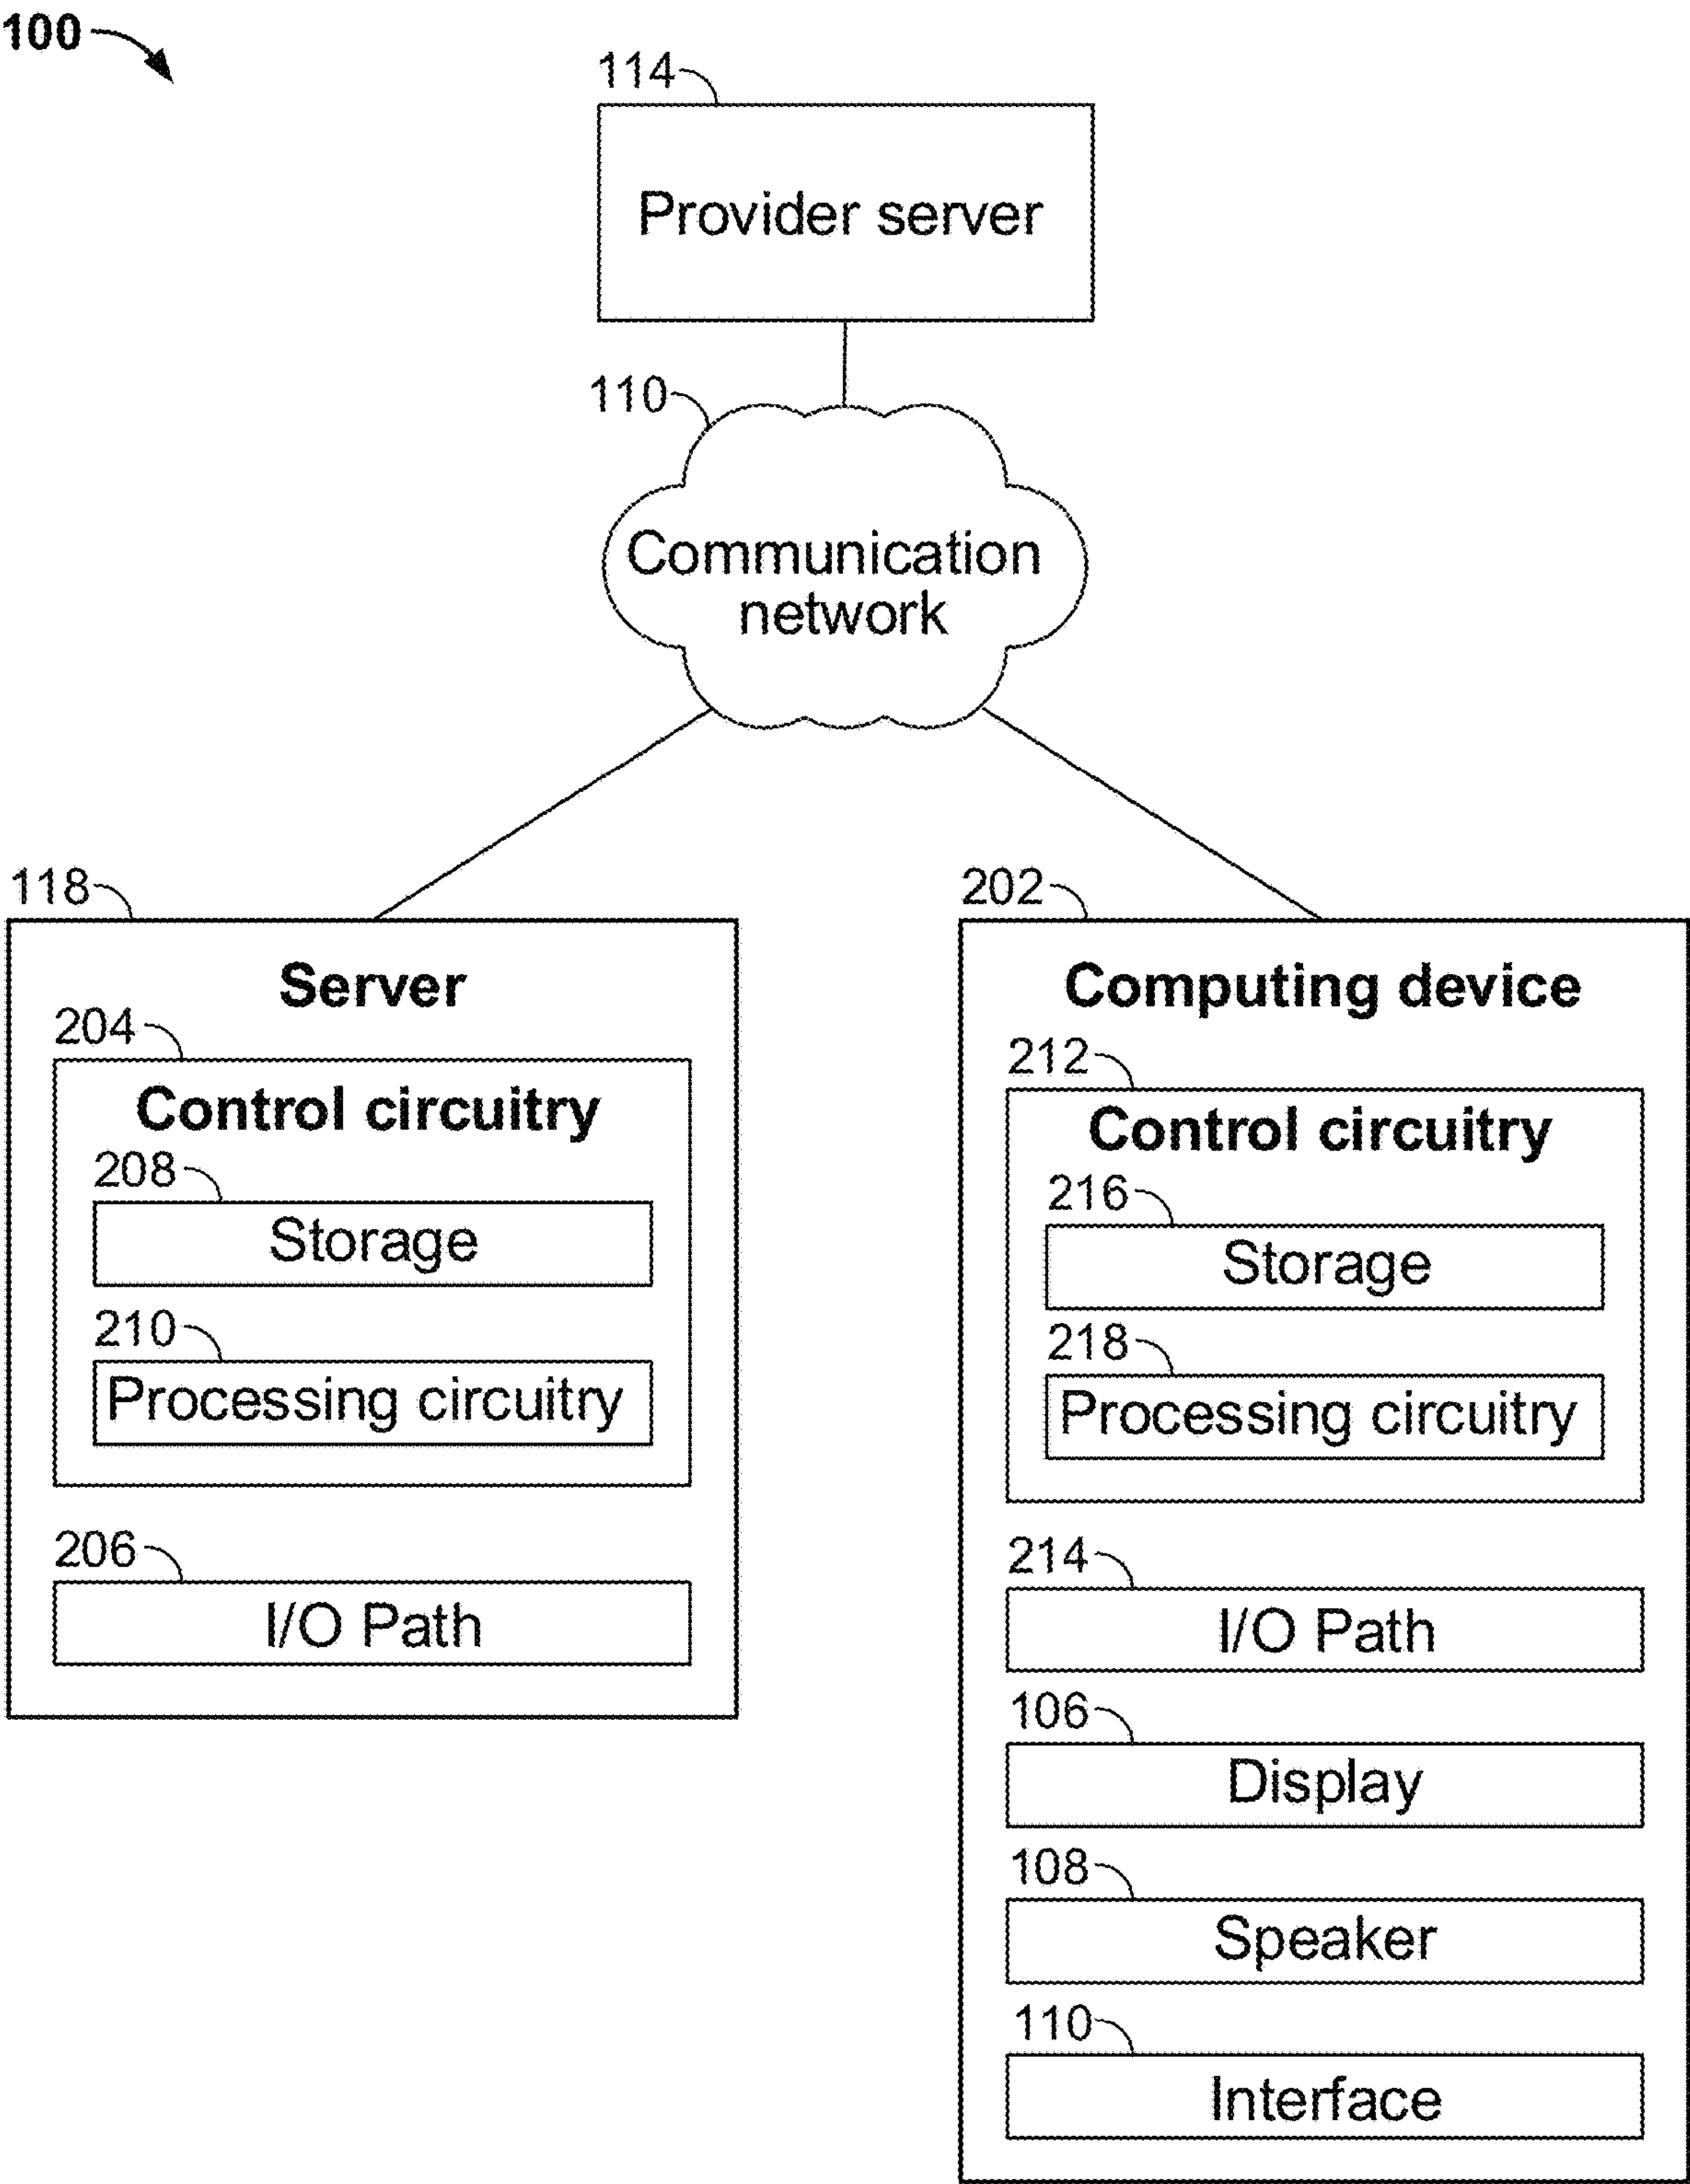 100
114
Provider server
110
Communication
network
118
Server
204
Control circuitry
208
Storage
210
Processing circuitry
206
I/O Path
202
Computing device
212
Control circuitry
216
Storage
218
Processing circuitry
214
I/O Path
106
Display
108
Speaker
110
Interface